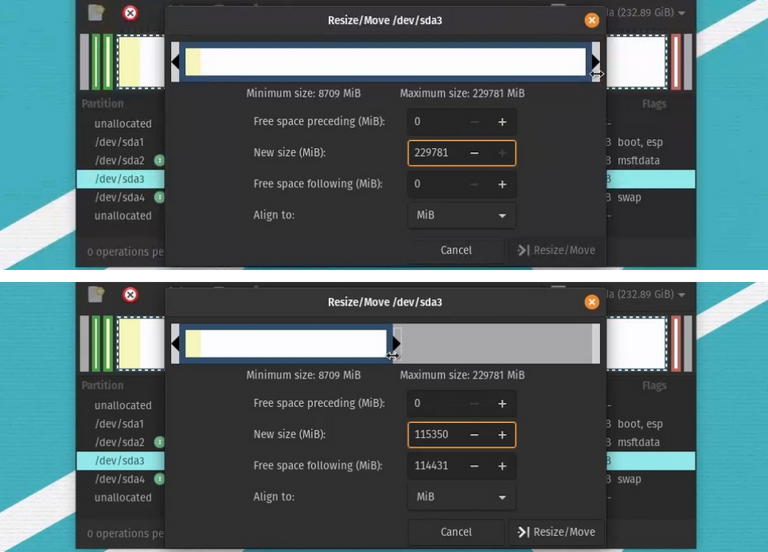 Resize/Move /dev/sda3
(232.89 GiB)
Minimum size: 8709 MiB Maximum size: 229781 MiB
Partition Flags
Free space preceding (MiB): 0
unallocated
/dev/sda1 boot, esp
New size (MiB): 229781
/dev/sda2 msftdata
/dev/sda3
Free space following (MiB): 0
/dev/sda4 swap
unallocated
Align to: MiB
0 operations pe
Cancel Resize/Move
Resize/Move /dev/sda3
(232.89 GiB)
Minimum size: 8709 MiB Maximum size: 229781 MiB
Partition Flags
Free space preceding (MiB): 0
unallocated
/dev/sda1 boot, esp
New size (MiB): 115350
/dev/sda2 msftdata
/dev/sda3
Free space following (MiB): 114431
/dev/sda4 swap
unallocated
Align to: MiB
0 operations pe
Cancel Resize/Move